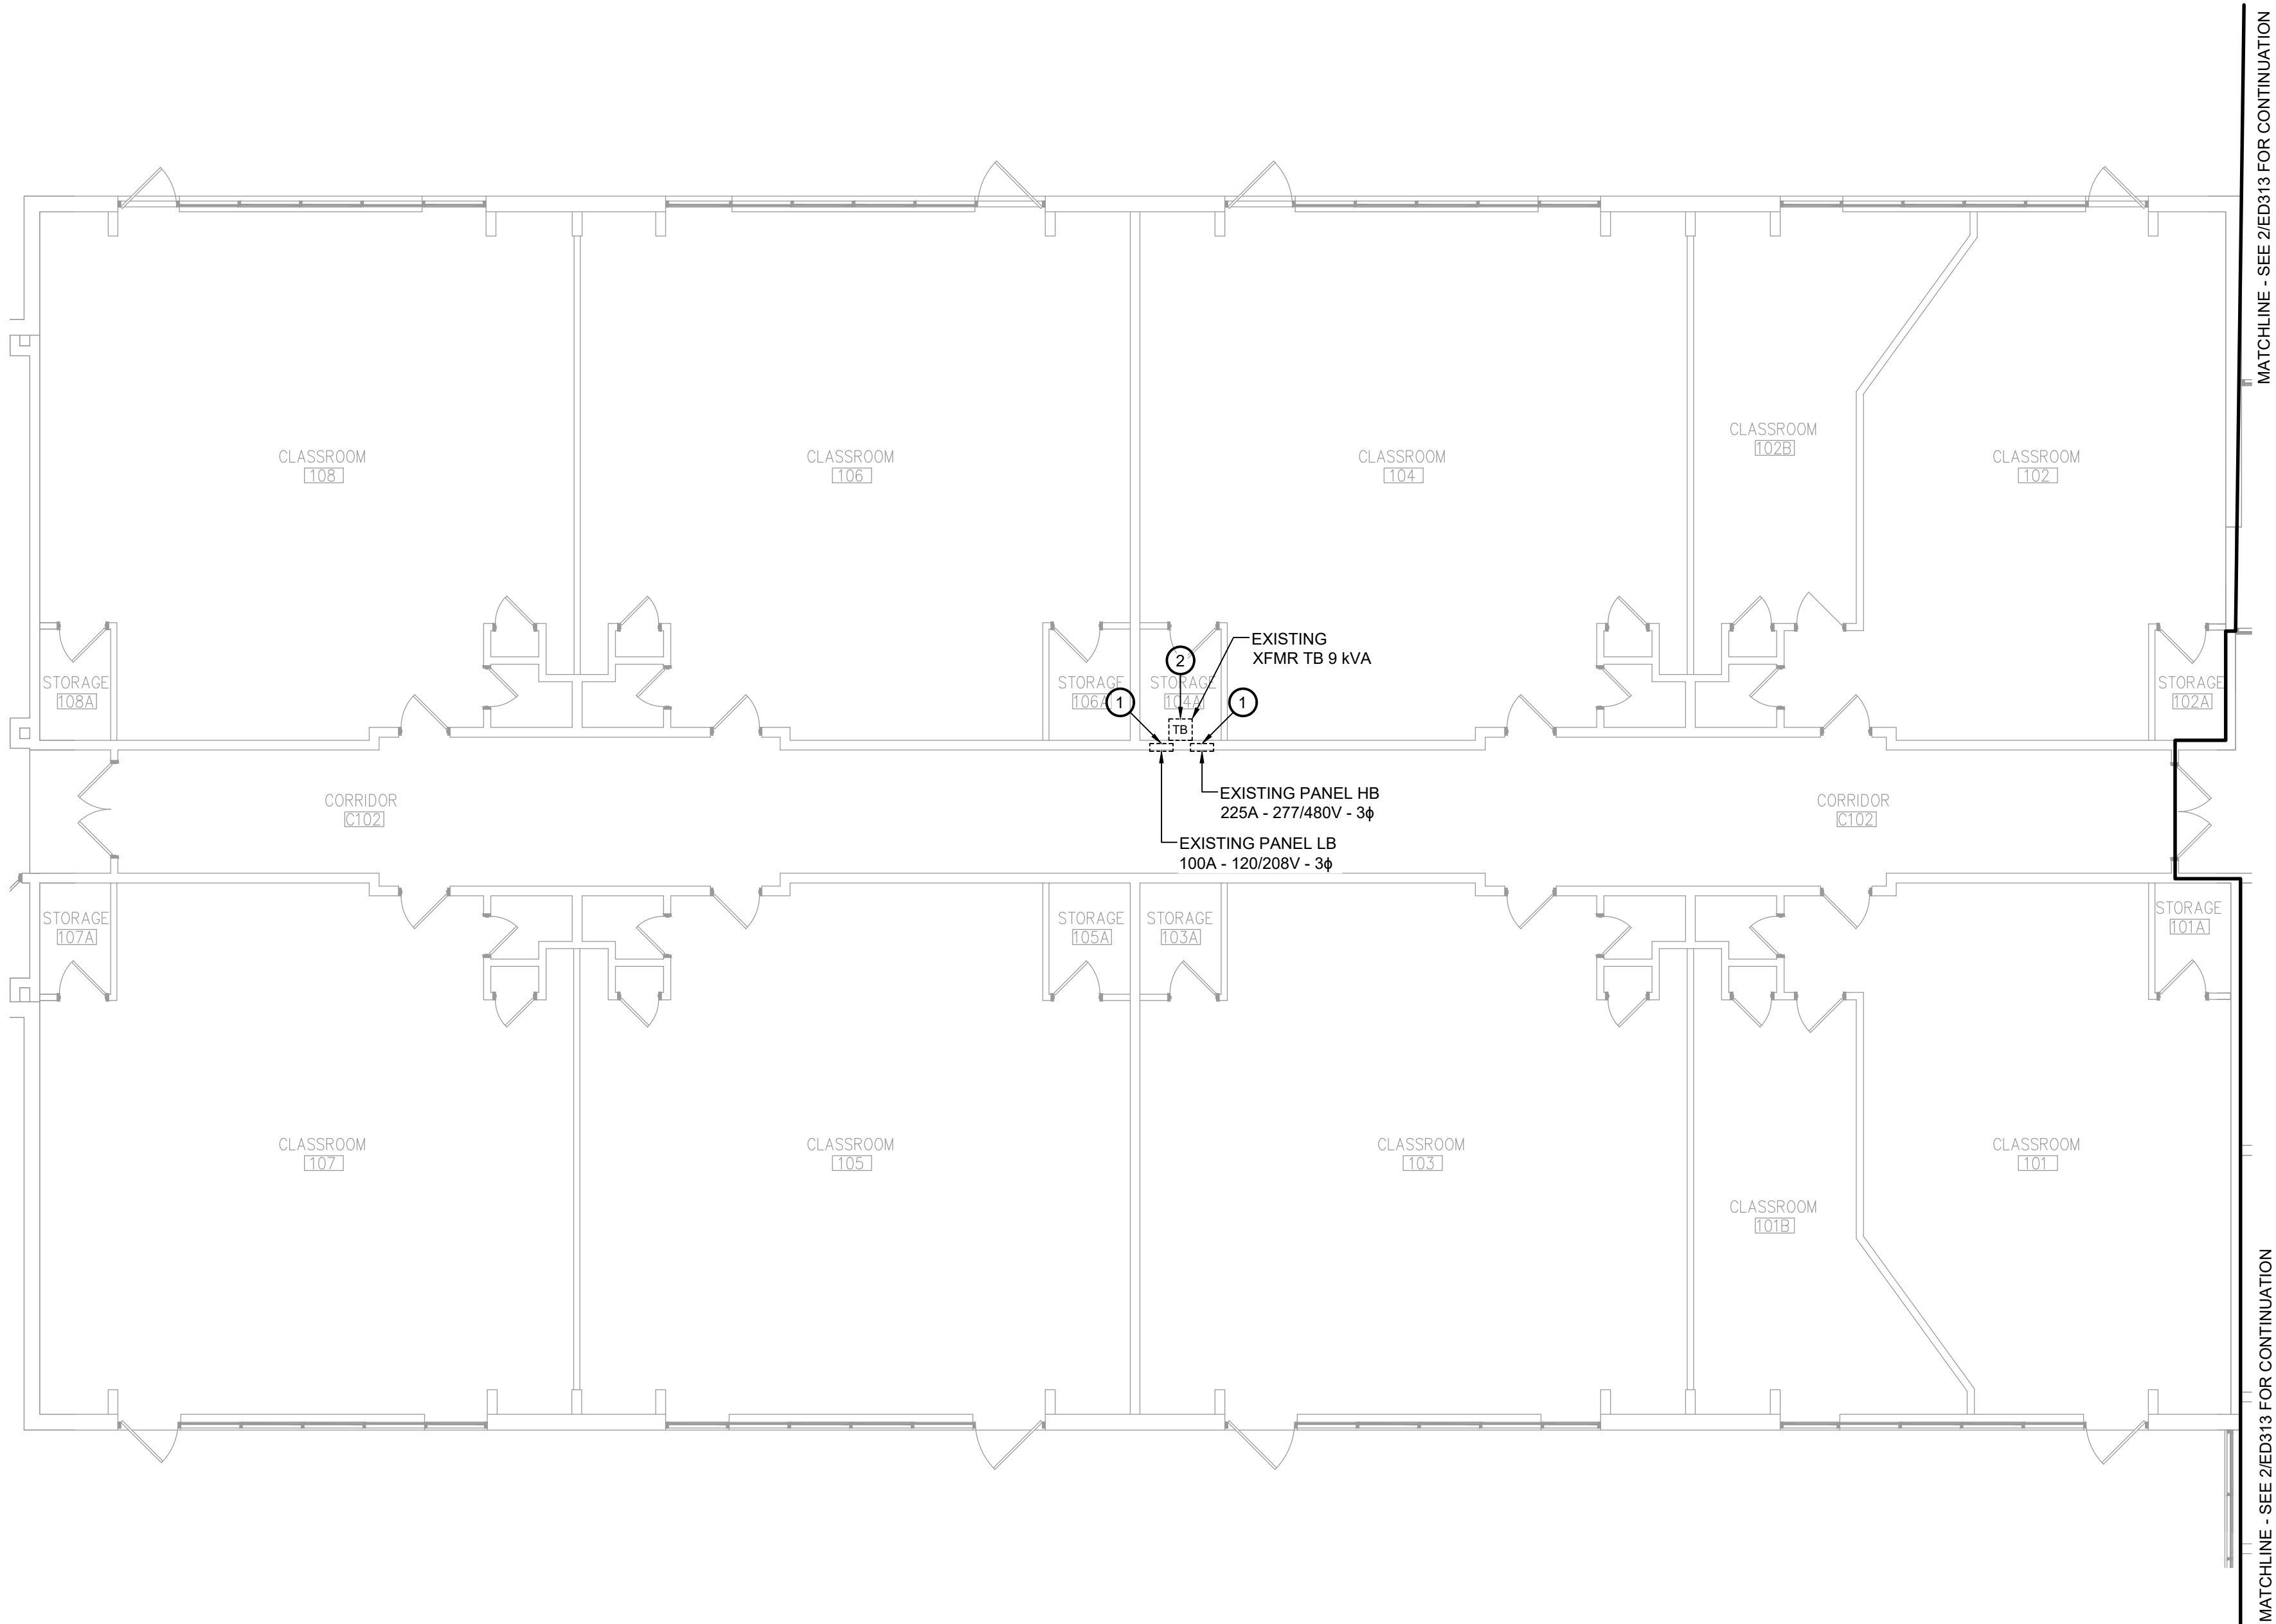 MATCHLINE - SEE 2/ED313 FOR CONTINUATION
CLASSROOM
108
CLASSROOM
106
CLASSROOM
104
CLASSROOM
102B
CLASSROOM
102
STORAGE
108A
STORAGE
106A
STORAGE
104A
STORAGE
102A
1
2
1
TB
EXISTING
XFMR TB 9 kVA
EXISTING PANEL HB
225A - 277/480V - 3ϕ
EXISTING PANEL LB
100A - 120/208V - 3ϕ
CORRIDOR
C102
CORRIDOR
C102
STORAGE
107A
STORAGE
105A
STORAGE
103A
STORAGE
101A
CLASSROOM
107
CLASSROOM
105
CLASSROOM
103
CLASSROOM
101B
CLASSROOM
101
MATCHLINE - SEE 2/ED313 FOR CONTINUATION